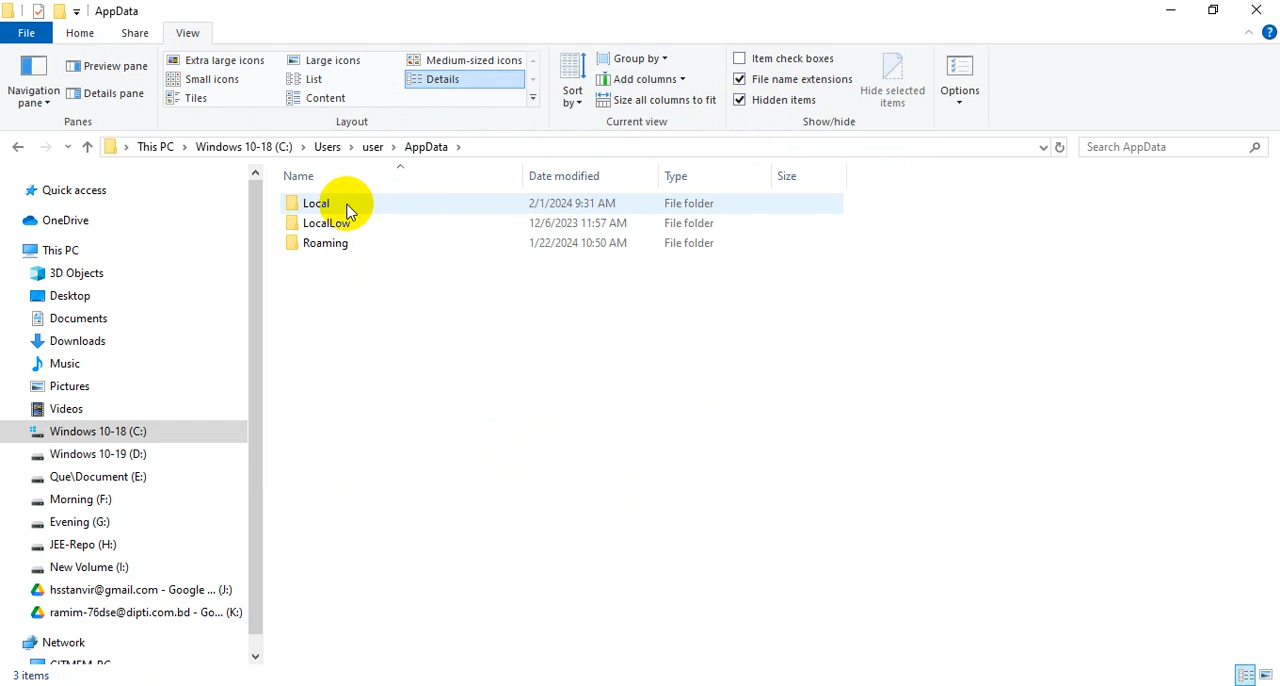 AppData
File Home Share View
Navigation pane
Preview pane
Details pane
Panes
Extra large icons Large icons Medium-sized icons
Small icons List Details
Tiles Content
Layout
Sort by
Group by
Add columns
Size all columns to fit
Current view
Item check boxes
File name extensions
Hidden items
Hide selected items
Show/hide
Options
This PC Windows 10-18 (C:) Users user AppData
Search AppData
Name Date modified Type Size
Local 2/1/2024 9:31 AM File folder
LocalLow 12/6/2023 11:57 AM File folder
Roaming 1/22/2024 10:50 AM File folder
Quick access
OneDrive
This PC
3D Objects
Desktop
Documents
Downloads
Music
Pictures
Videos
Windows 10-18 (C:)
Windows 10-19 (D:)
Que\Document (E:)
Morning (F:)
Evening (G:)
JEE-Repo (H:)
New Volume (I:)
hsstanvir@gmail.com - Google ... (J:)
ramim-76dse@dipti.com.bd - Go... (K:)
Network
3 items